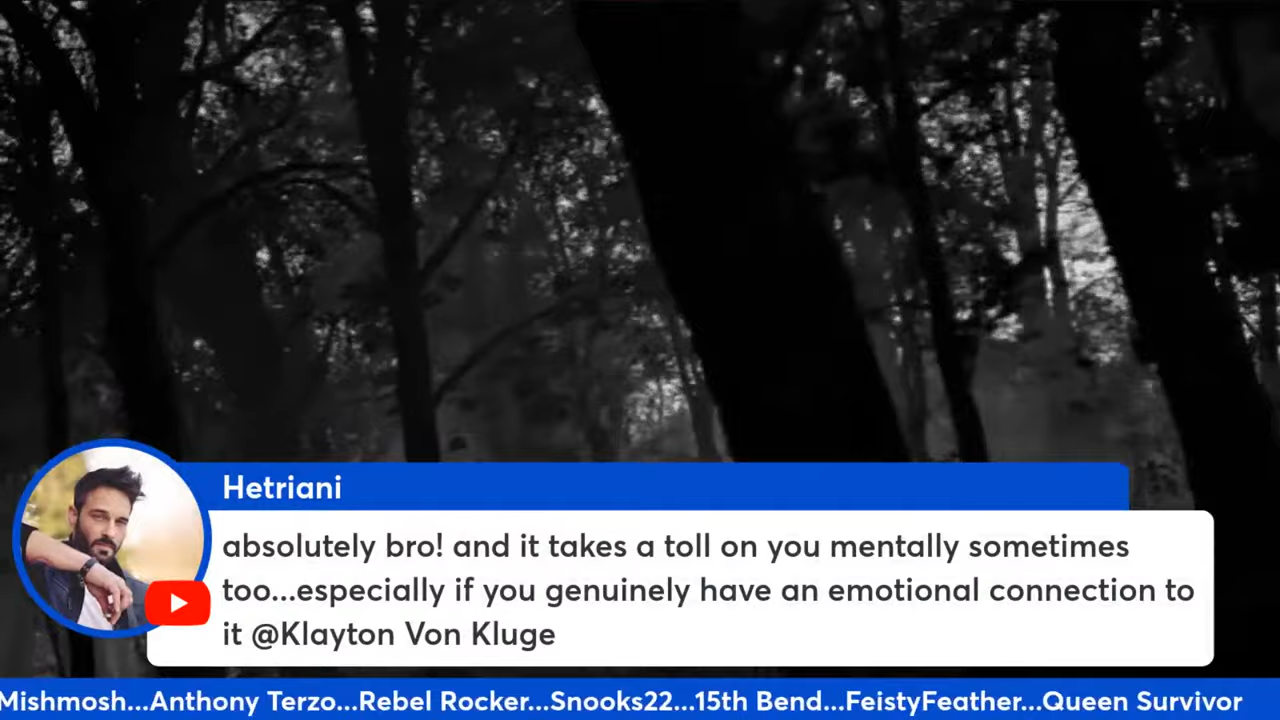 Hetriani
absolutely bro! and it takes a toll on you mentally sometimes
too...especially if you genuinely have an emotional connection to
it @Klayton Von Kluge
Mishmosh...Anthony Terzo...Rebel Rocker...Snooks22...15th Bend...FeistyFeather...Queen Survivor